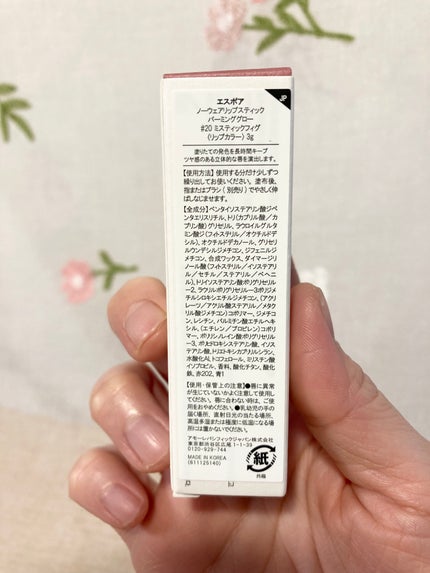 JP
エスポア
ノーウェアリップスティック
バーミンググロー
#20 ミスティックフィグ
〈リップカラー〉 3g
塗りたての発色を長時間キープ
ツヤ感のある立体的な唇を演出します。
【使用方法】使用する分だけ少しずつ
繰り出してお使いください。塗布後、
指またはブラシ(別売り)でやさしく伸
ばしなじませます。
【全成分】ペンタイソステアリン酸ジペ
ンタエリスリチル、トリ(カプリル酸／カ
プリン酸)グリセリル、ラウロイルグルタ
ミン酸ジ(フィトステリル／オクチルドデ
シル)、オクチルドデカノール、グリセリ
ルウンデシルジメチコン、ジフェニルジ
メチコン、合成ワックス、ダイマージリ
ノール酸(フィトステリル／イソステアリ
ル／セチル／ステアリル／ベヘニ
ル)、トリイソステアリン酸ポリグリセリル
-2、ラウリルポリグリセリル-3ポリジメ
チルシロキシエチルジメチコン、(アクリ
レーツ／アクリル酸ステアリル／メタク
リル酸ジメチコン)コポリマー、ジメチコ
ン、レシチン、パルミチン酸エチルヘキ
シル、(エチレン／プロピレン)コポリ
マー、ポリシリレイン酸ポリグリセリル
-3、ポリヒドロキシステアリン酸、イソス
テアリン酸、トリエトキシカプリリルシラン、
水酸化Al、トコフェロール、ミリスチン酸
イソプロピル、香料、酸化チタン、酸化
鉄、赤202、青1
【使用・保管上の注意】●唇に異常
が生じていないかよく注意して使用し
てください。唇に合わない時は、ご使
用をおやめください。●乳幼児の手の
届く場所、直射日光の当たる場所、
高温多湿または極度に低温になる場
所には置かないでください。
アモーレパシフィックジャパン株式会社
東京都渋谷区広尾1-1-39
0120-929-744
MADE IN KOREA
(611125140)
紙
外箱